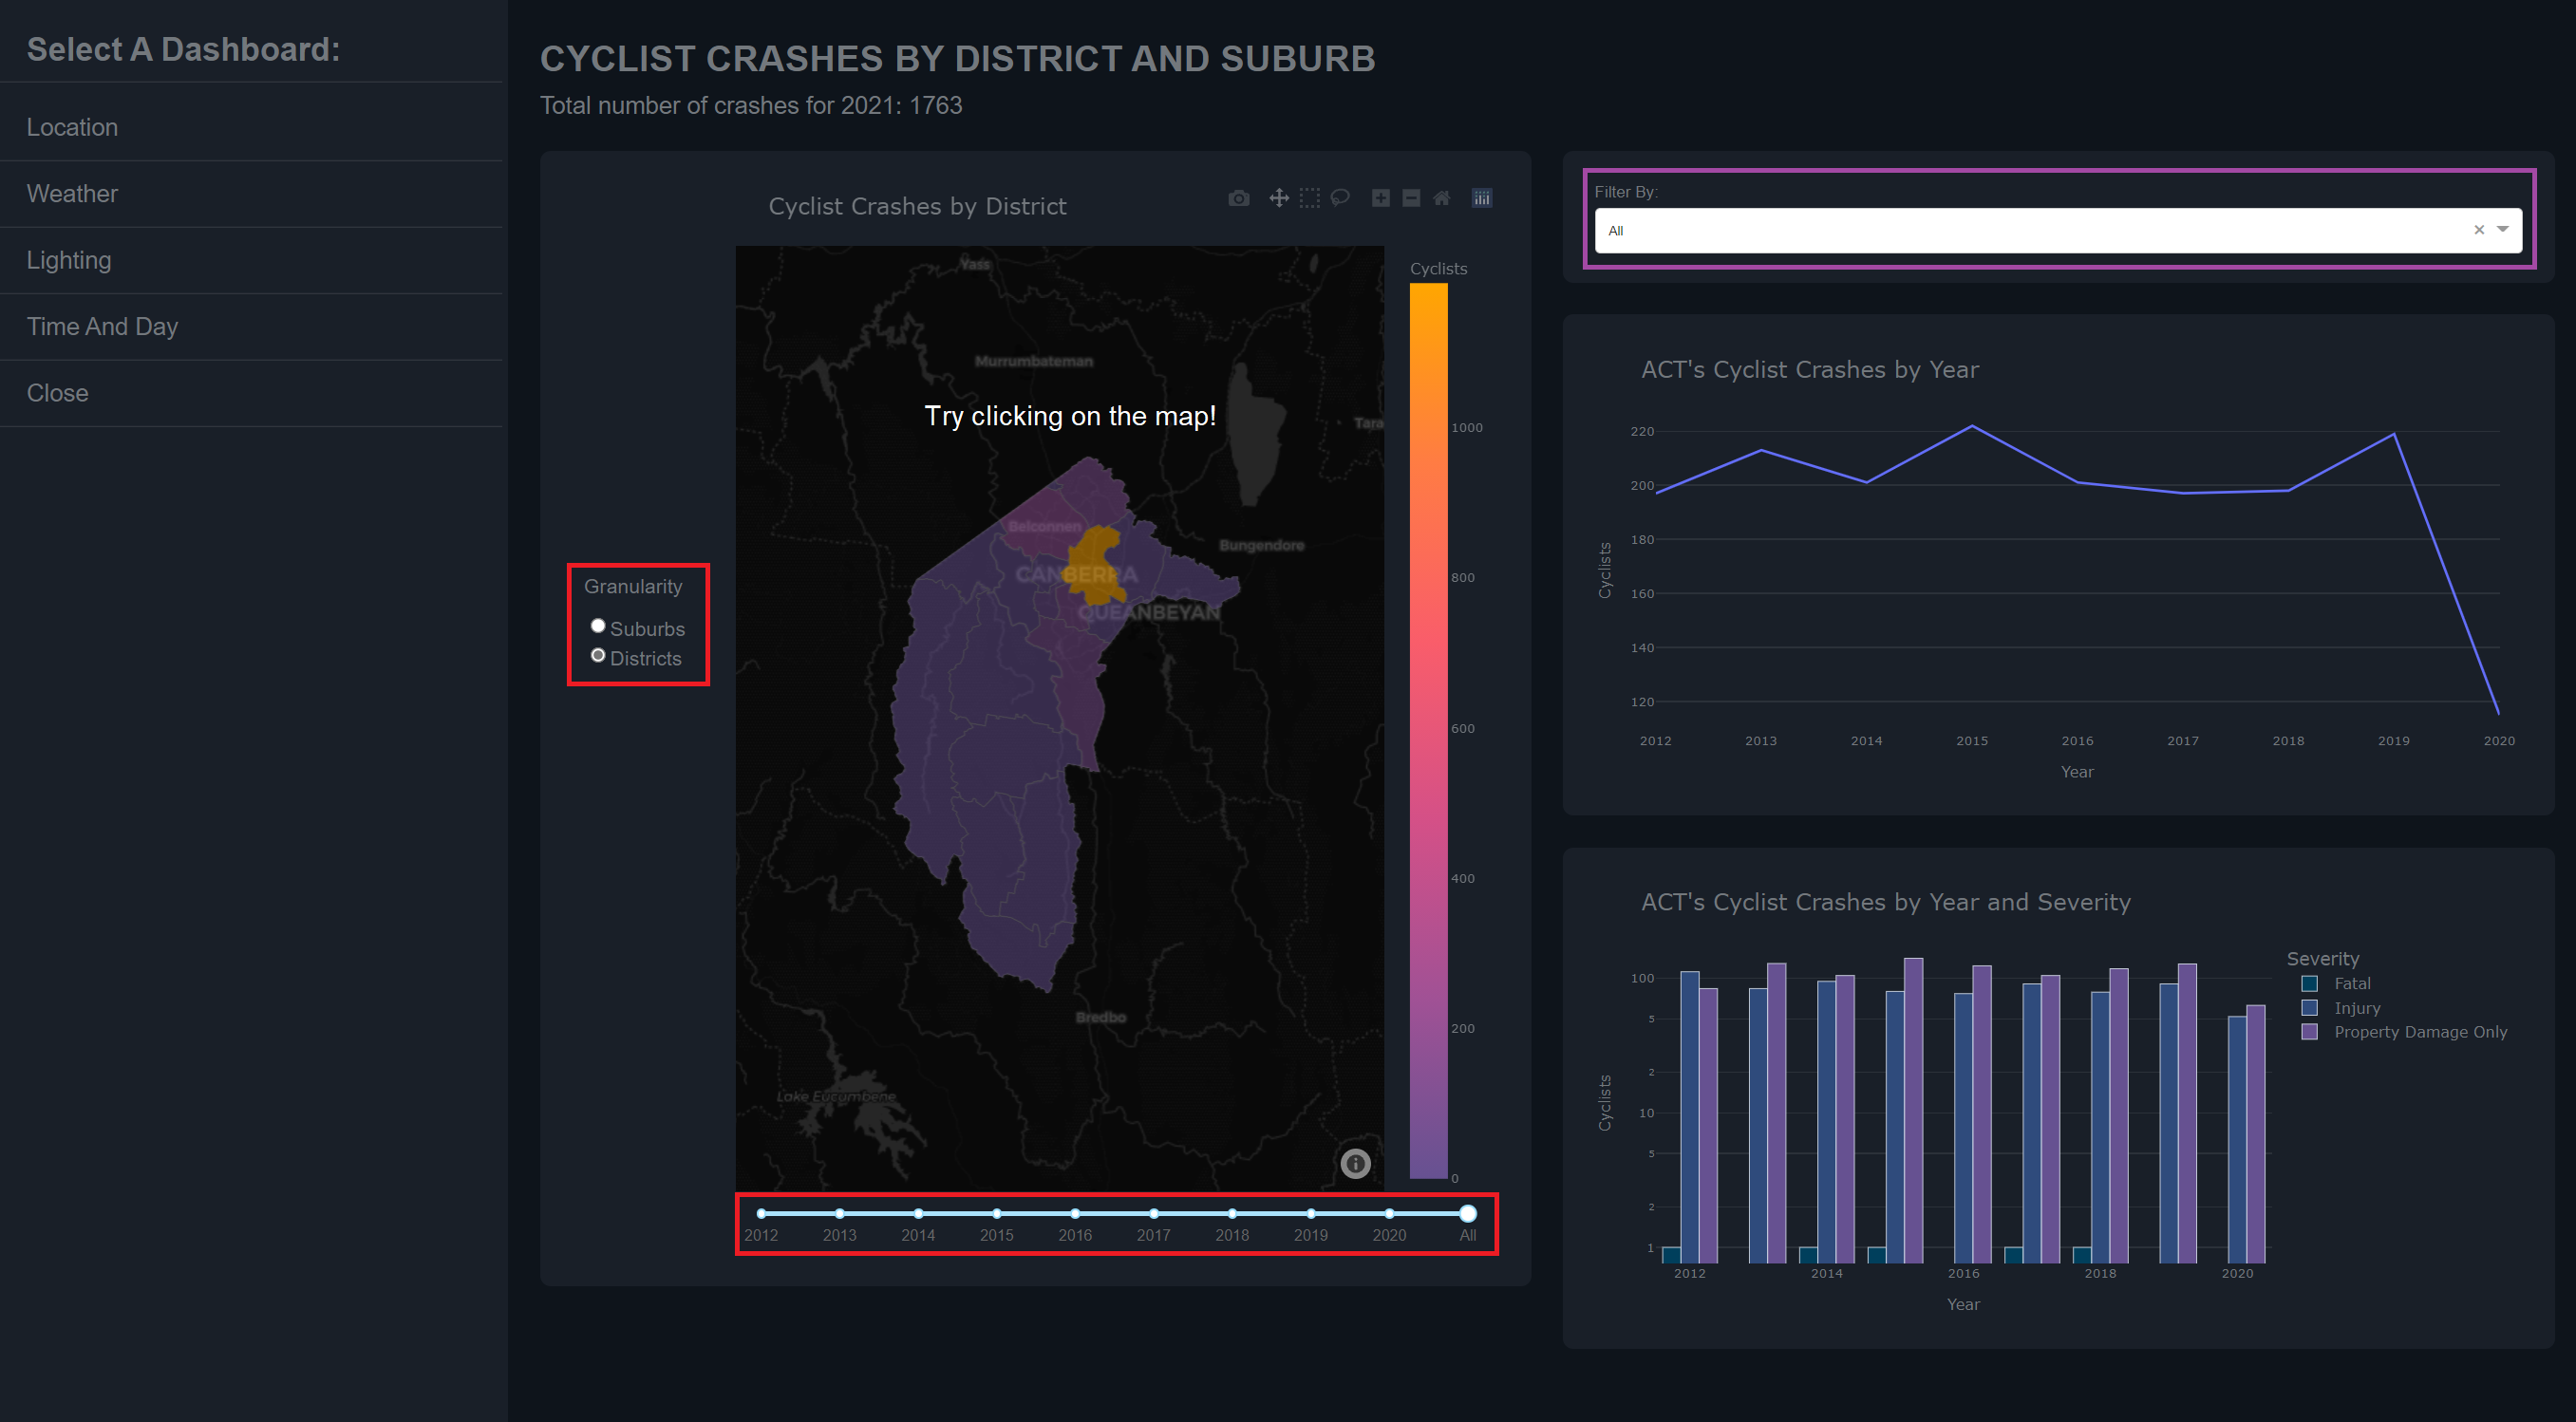 Select A Dashboard:
Location
Weather
Lighting
Time And Day
Close
CYCLIST CRASHES BY DISTRICT AND SUBURB
Total number of crashes for 2021: 1763
Cyclist Crashes by District
Granularity
Suburbs
Districts
Yass
Murrumbateman
Try clicking on the map!
Tara
Belconnen
Bungendore
CANBERRA
QUEANBEYAN
Bredbo
Lake Eucumbene
Cyclists
1000
800
600
400
200
0
2012 2013 2014 2015 2016 2017 2018 2019 2020 All
Filter By:
All
ACT's Cyclist Crashes by Year
Cyclists
220
200
180
160
140
120
2012 2013 2014 2015 2016 2017 2018 2019 2020
Year
ACT's Cyclist Crashes by Year and Severity
Cyclists
100
5
2
10
5
2
1
2012 2014 2016 2018 2020
Year
Severity
Fatal
Injury
Property Damage Only